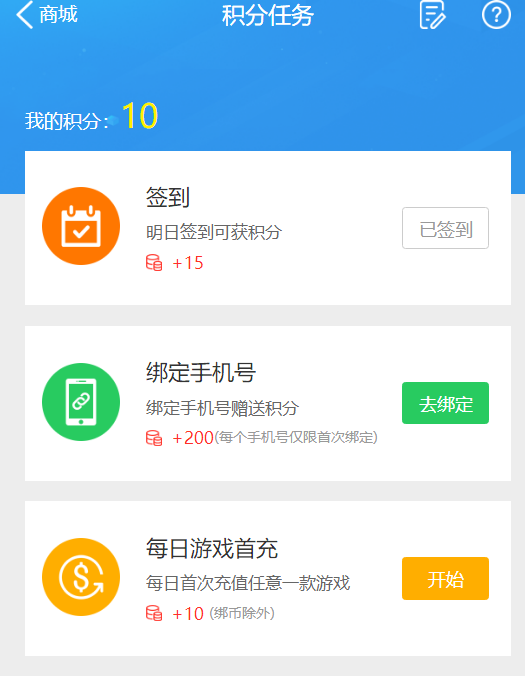 商城
积分任务
我的积分：10
签到
明日签到可获积分
+15
已签到
绑定手机号
绑定手机号赠送积分
+200(每个手机号仅限首次绑定)
去绑定
每日游戏首充
每日首次充值任意一款游戏
+10 (绑币除外)
开始